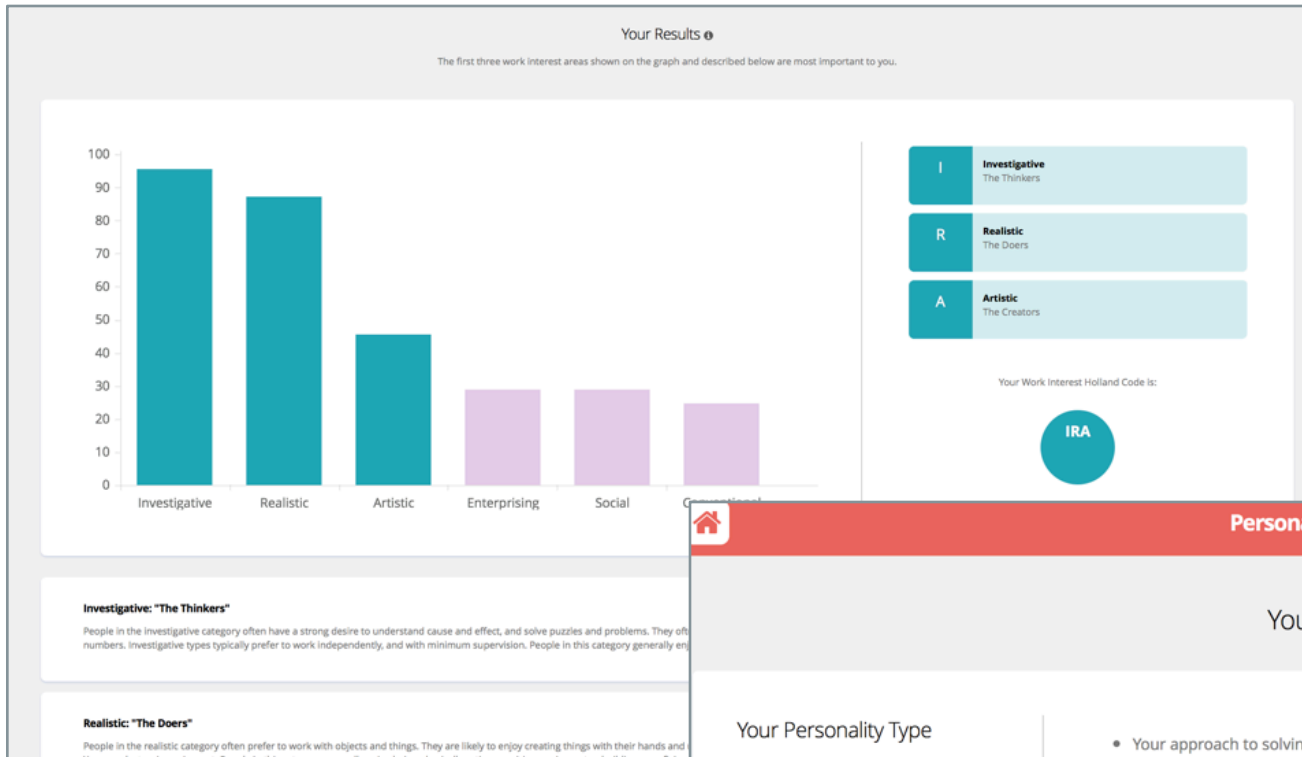 Your Results
The first three work interest areas shown on the graph and described below are most important to you.
100
90
80
70
60
50
40
30
20
10
0
Investigative
Realistic
Artistic
Enterprising
Social
Conventional
I
Investigative
The Thinkers
R
Realistic
The Doers
A
Artistic
The Creators
Your Work Interest Holland Code is:
IRA
Investigative: "The Thinkers"
People in the investigative category often have a strong desire to understand cause and effect, and solve puzzles and problems. They oft
numbers. Investigative types typically prefer to work independently, and with minimum supervision. People in this category generally enj
Realistic: "The Doers"
People in the realistic category often prefer to work with objects and things. They are likely to enjoy creating things with their hands and
Persona
You
Your Personality Type
Your approach to solvin